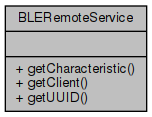 BLERemoteService
+ getCharacteristic()
+ getClient()
+ getUUID()